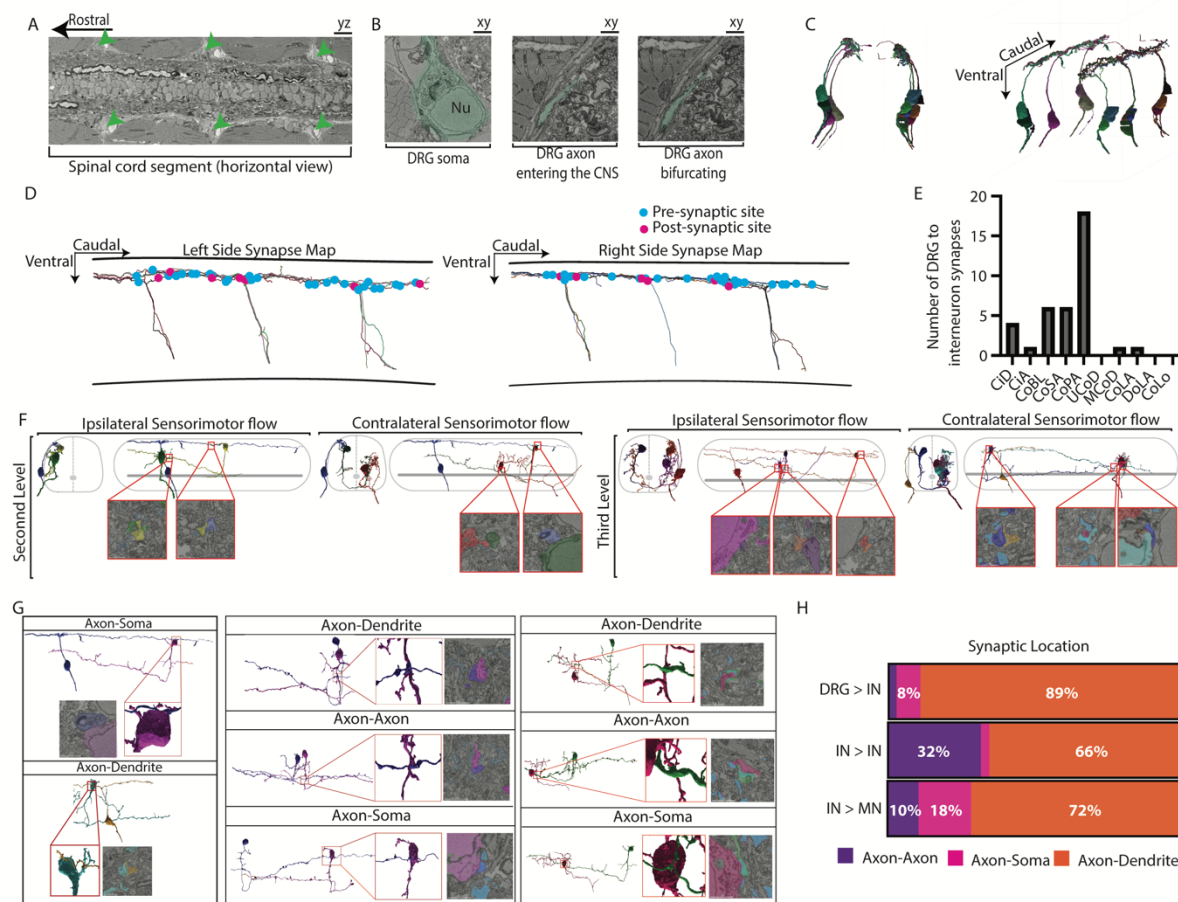 A
Rostral
yz
Spinal cord segment (horizontal view)
B
xy
xy
xy
Nu
DRG soma
DRG axon
entering the CNS
DRG axon
bifurcating
C
Caudal
Ventral
D
Pre-synaptic site
Post-synaptic site
Caudal
Ventral
Left Side Synapse Map
Caudal
Ventral
Right Side Synapse Map
E
Number of DRG to
interneuron synapses
20
15
10
5
0
CiD
CiA
CoBL
CoSA
CoPA
UCoD
MCoD
CoLA
DoLA
CoLo
F
Second Level
Ipsilateral Sensorimotor flow
Contralateral Sensorimotor flow
Third Level
Ipsilateral Sensorimotor flow
Contralateral Sensorimotor flow
G
Axon-Soma
Axon-Dendrite
Axon-Dendrite
Axon-Axon
Axon-Soma
Axon-Dendrite
Axon-Axon
Axon-Soma
H
Synaptic Location
DRG > IN
8%
89%
IN > IN
32%
66%
IN > MN
10%
18%
72%
Axon-Axon
Axon-Soma
Axon-Dendrite